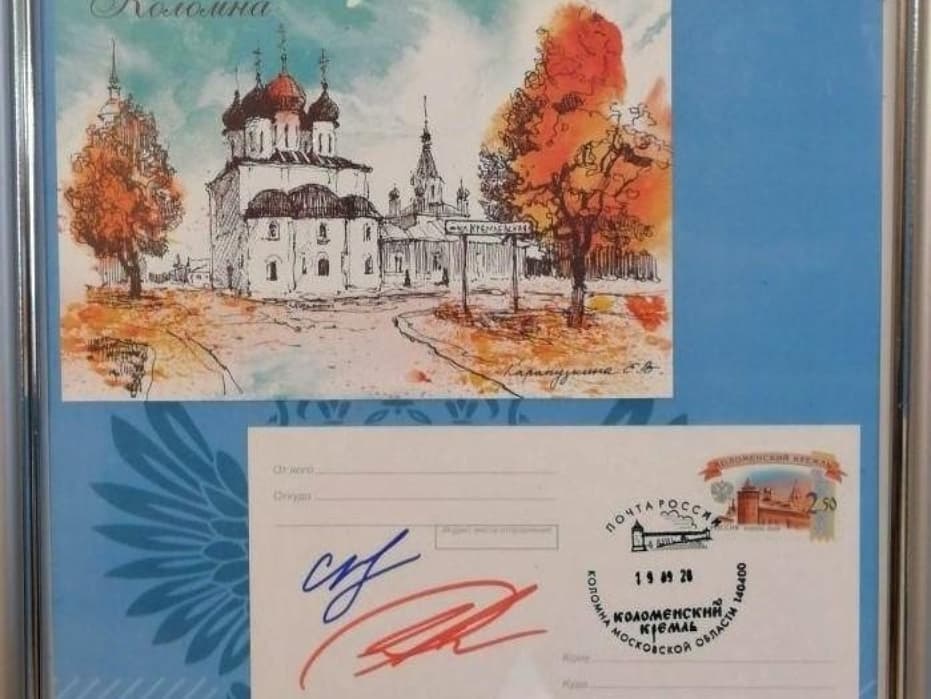 Коломна
ул. КРЕМЛЕВСКАЯ
Карапузкина Е.В.
От кого
Откуда
Индекс места отправления
КОЛОМЕНСКИЙ КРЕМЛЬ
2.50
ПОЧТА РОССИИ
19 09 20
КОЛОМЕНСКИЙ
КРЕМЛЬ
КОЛОМНА МОСКОВСКОЙ ОБЛАСТИ 140400
Кому
Куда